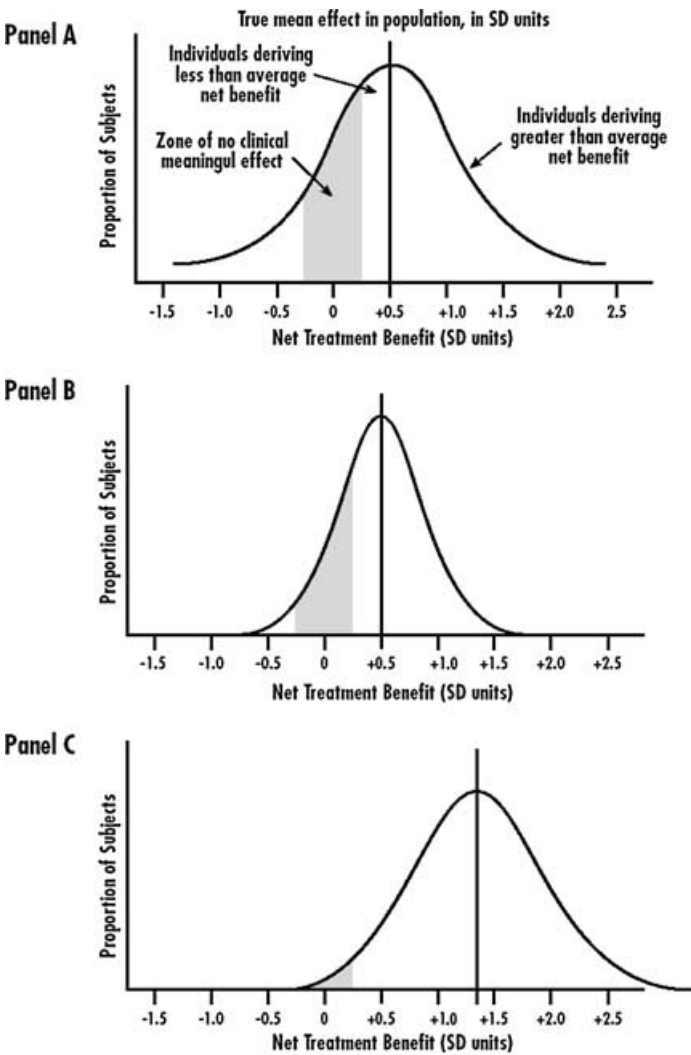 Panel A
True mean effect in population, in SD units
Individuals deriving
less than average
net benefit
Individuals deriving
greater than average
net benefit
Zone of no clinical
meaningul effect
Proportion of Subjects
-1.5 -1.0 -0.5 0 +0.5 +1.0 +1.5 +2.0 2.5
Net Treatment Benefit (SD units)
Panel B
Proportion of Subjects
-1.5 -1.0 -0.5 0 +0.5 +1.0 +1.5 +2.0 +2.5
Net Treatment Benefit (SD units)
Panel C
Proportion of Subjects
-1.5 -1.0 -0.5 0 +0.5 +1.0 +1.5 +2.0 +2.5
Net Treatment Benefit (SD units)